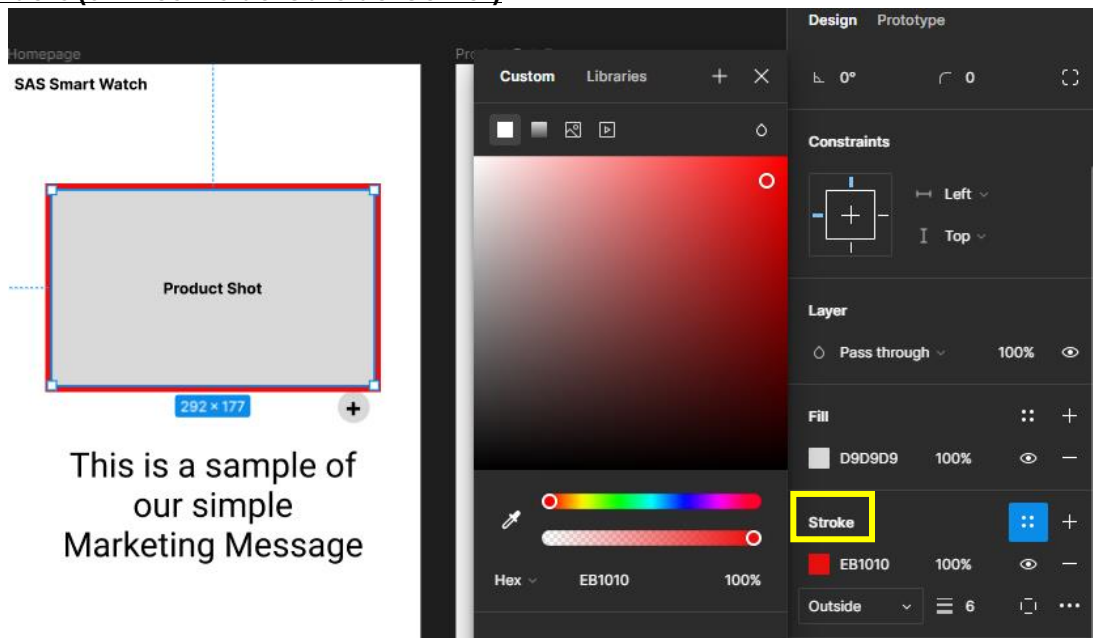 Homepage
SAS Smart Watch
Product Shot
292 × 177
This is a sample of
our simple
Marketing Message
Custom Libraries
Hex EB1010 100%
Design Prototype
0° 0
Constraints
Left
Top
Layer
Pass through 100%
Fill
D9D9D9 100%
Stroke
EB1010 100%
Outside 6